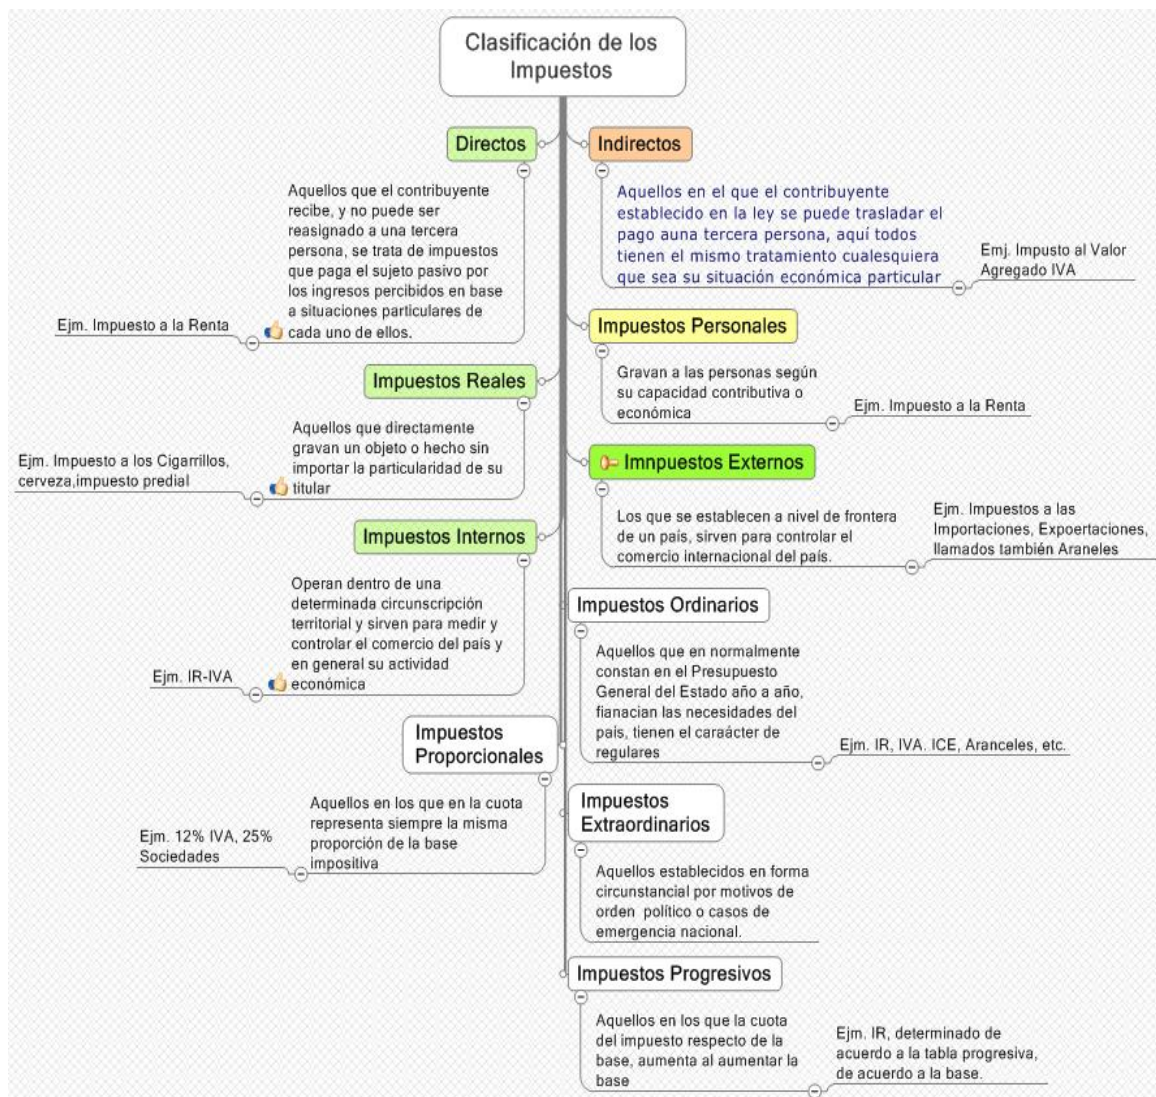 Clasificación de los
Impuestos
Directos
Aquellos que el contribuyente
recibe, y no puede ser
reasignado a una tercera
persona, se trata de impuestos
que paga el sujeto pasivo por
los ingresos percibidos en base
a situaciones particulares de
cada uno de ellos.
Ejm. Impuesto a la Renta
Indirectos
Aquellos en el que el contribuyente
establecido en la ley se puede trasladar el
pago auna tercera persona, aquí todos
tienen el mismo tratamiento cualesquiera
que sea su situación económica particular
Emj. Impusto al Valor
Agregado IVA
Impuestos Personales
Gravan a las personas según
su capacidad contributiva o
económica
Ejm. Impuesto a la Renta
Impuestos Reales
Aquellos que directamente
gravan un objeto o hecho sin
importar la particularidad de su
titular
Ejm. Impuesto a los Cigarrillos,
cerveza,impuesto predial
Imnpuestos Externos
Los que se establecen a nivel de frontera
de un país, sirven para controlar el
comercio internacional del país.
Ejm. Impuestos a las
Importaciones, Expoertaciones,
llamados también Araneles
Impuestos Internos
Operan dentro de una
determinada circunscripción
territorial y sirven para medir y
controlar el comercio del país y
en general su actividad
económica
Ejm. IR-IVA
Impuestos Ordinarios
Aquellos que en normalmente
constan en el Presupuesto
General del Estado año a año,
fianacian las necesidades del
país, tienen el caraácter de
regulares
Ejm. IR, IVA. ICE, Aranceles, etc.
Impuestos
Proporcionales
Aquellos en los que en la cuota
representa siempre la misma
proporción de la base
impositiva
Ejm. 12% IVA, 25%
Sociedades
Impuestos
Extraordinarios
Aquellos establecidos en forma
circunstancial por motivos de
orden político o casos de
emergencia nacional.
Impuestos Progresivos
Aquellos en los que la cuota
del impuesto respecto de la
base, aumenta al aumentar la
base
Ejm. IR, determinado de
acuerdo a la tabla progresiva,
de acuerdo a la base.